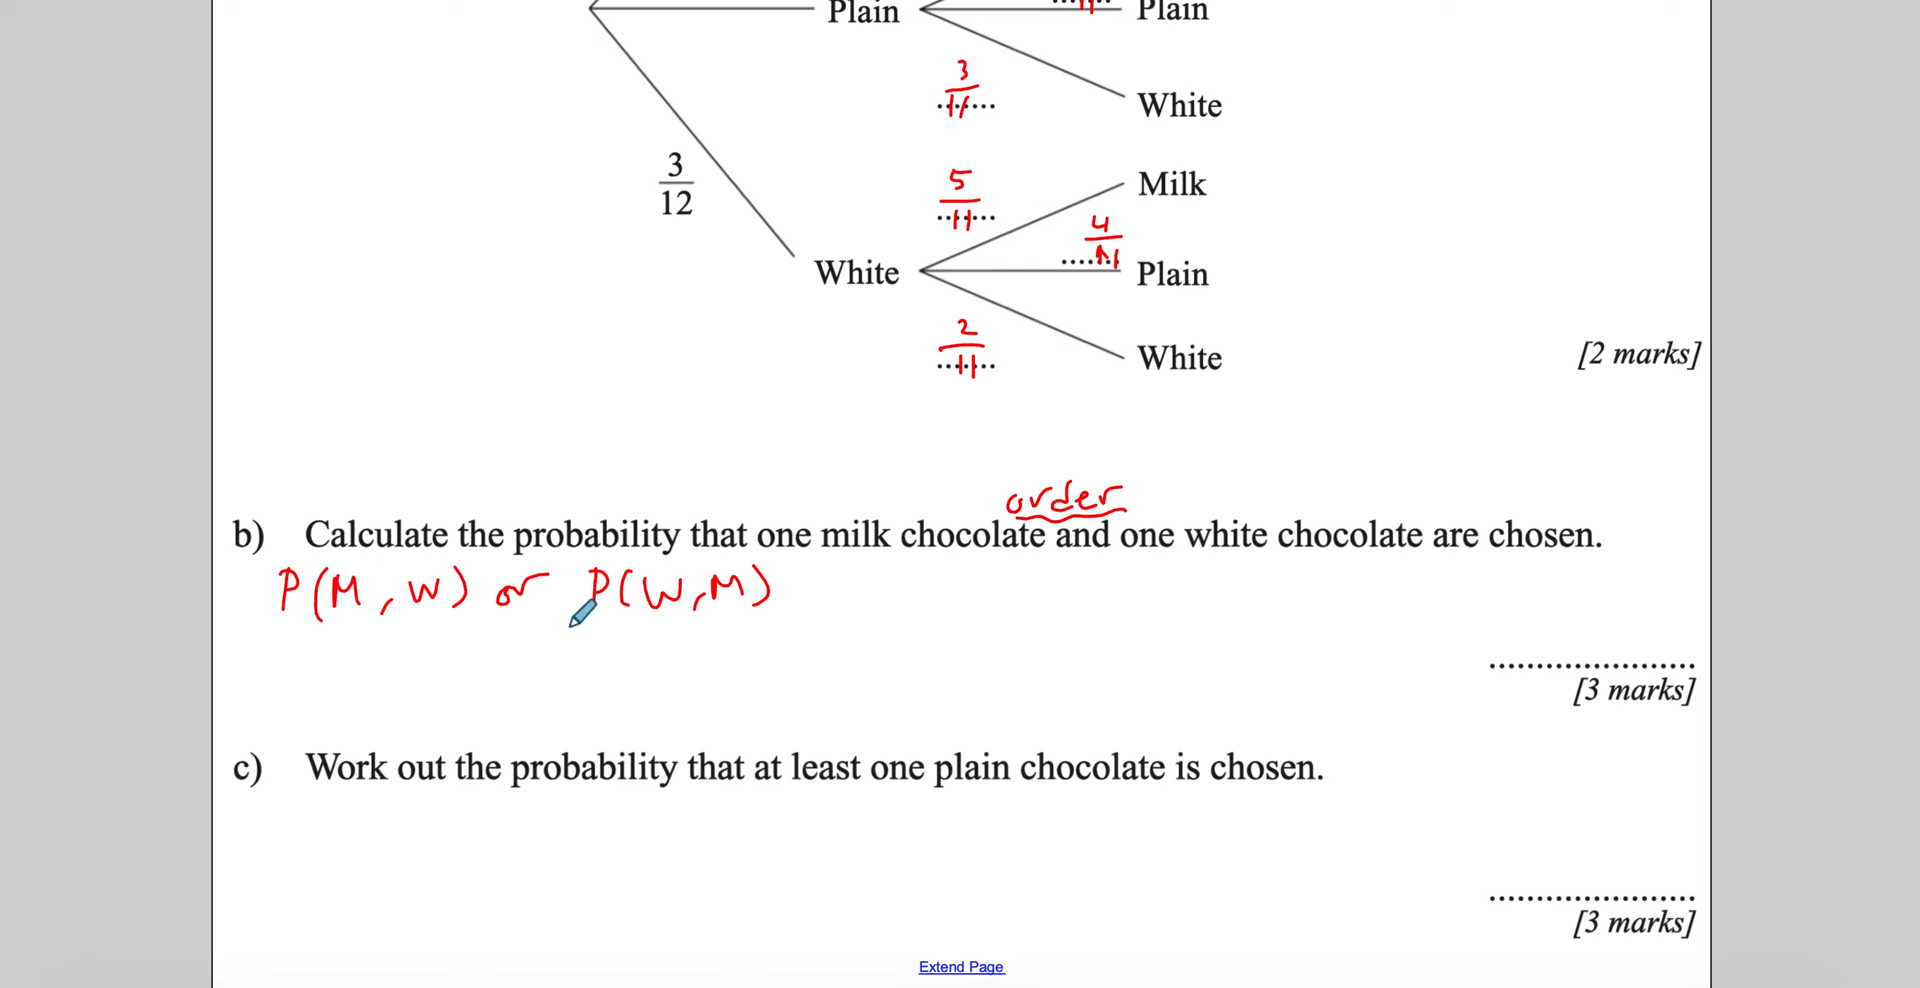 Plain
11
Plain
3
11
White
3
12
5
11
Milk
4
11
White
Plain
2
11
White
[2 marks]
order
b) Calculate the probability that one milk chocolate and one white chocolate are chosen.
P(M, W) or P(W, M)
.......................
[3 marks]
c) Work out the probability that at least one plain chocolate is chosen.
.......................
[3 marks]
Extend Page